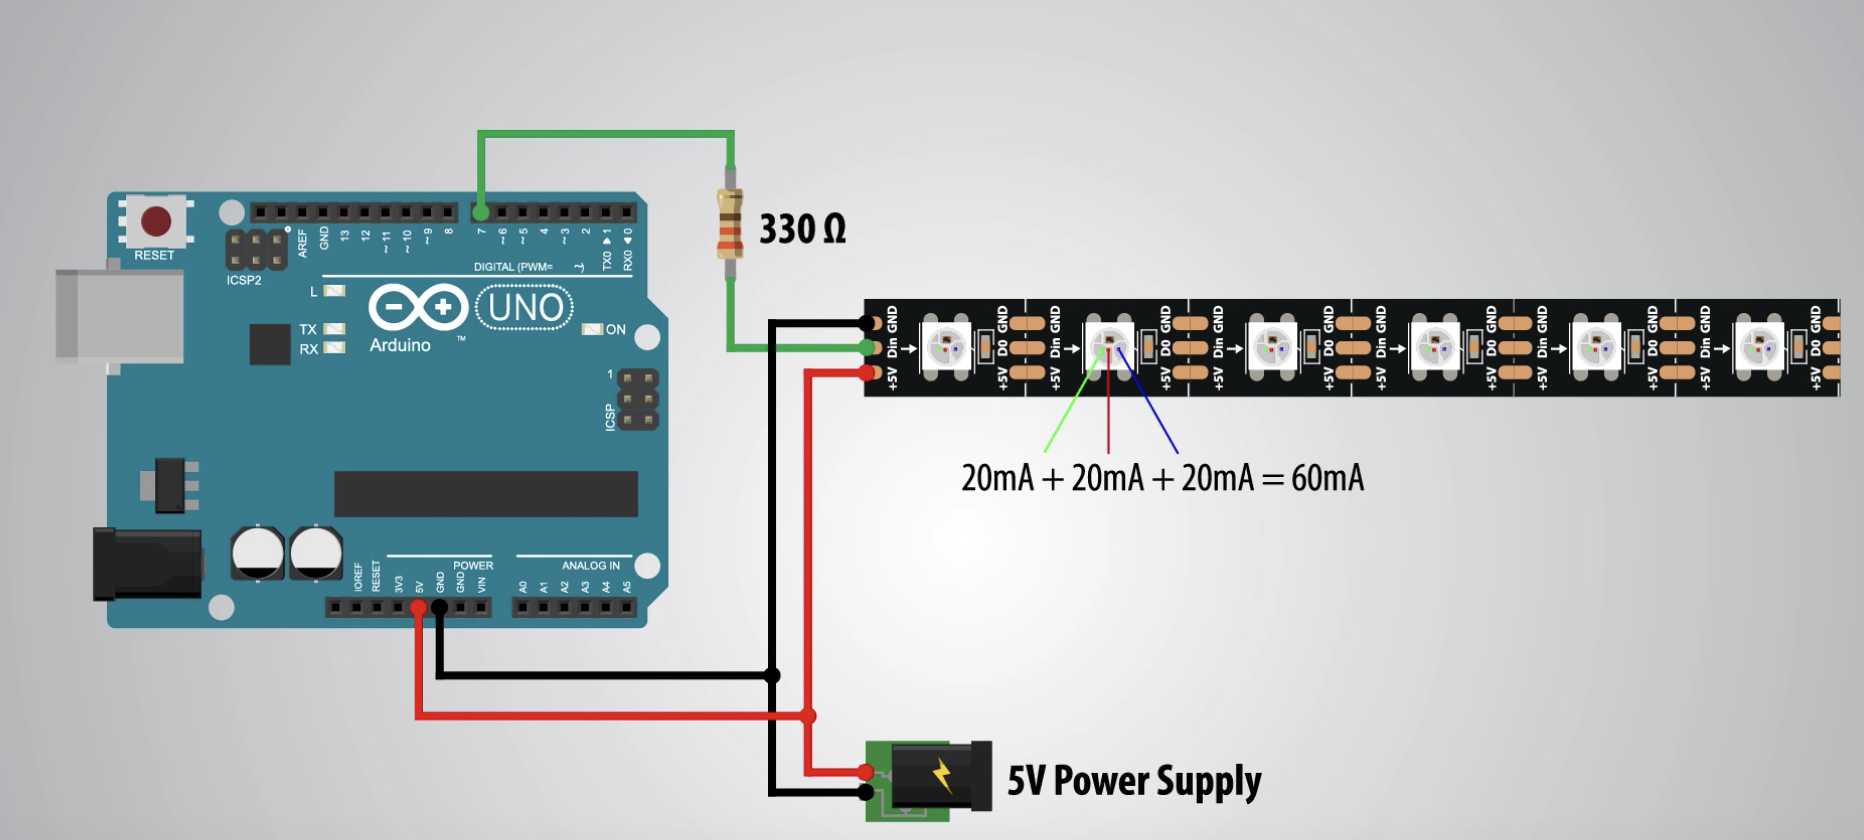 330 Ω
RESET
ICSP2
AREF
GND
13
12
~11
~10
~9
8
7
~6
~5
4
~3
2
TX0 ▶ 1
RX0 ◀ 0
DIGITAL (PWM= ~)
L
TX
RX
UNO
Arduino ™
ON
1
ICSP
GND
Din
+5V
GND
D0
+5V
GND
Din
+5V
GND
D0
+5V
GND
Din
+5V
GND
D0
+5V
GND
Din
+5V
GND
D0
+5V
GND
Din
+5V
GND
D0
+5V
GND
Din
+5V
GND
D0
+5V
20mA + 20mA + 20mA = 60mA
POWER
ANALOG IN
IOREF
RESET
3V3
5V
GND
GND
VIN
A0
A1
A2
A3
A4
A5
5V Power Supply